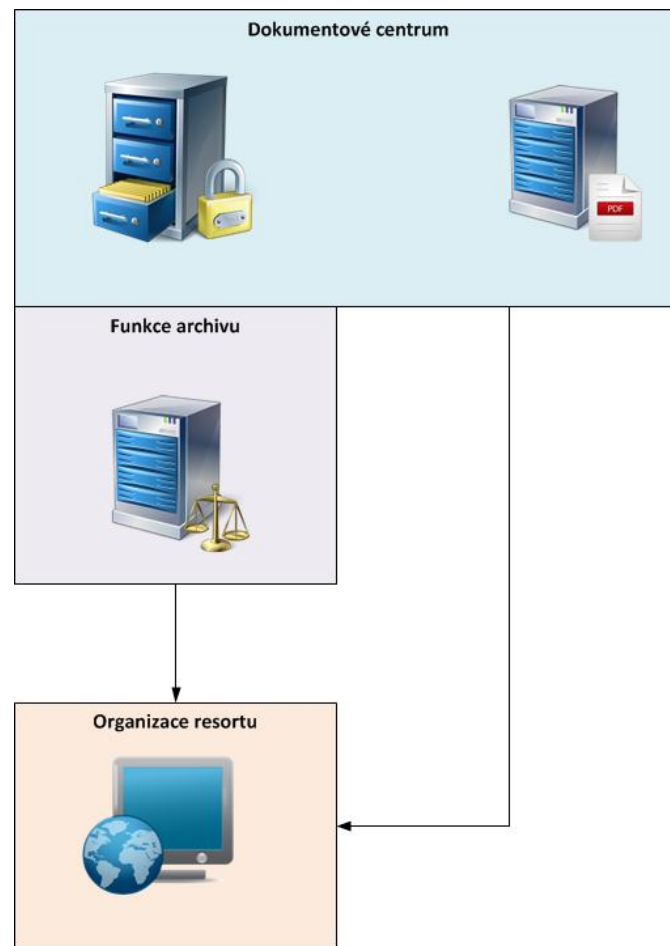 Dokumentové centrum
PDF
Funkce archivu
Organizace resortu